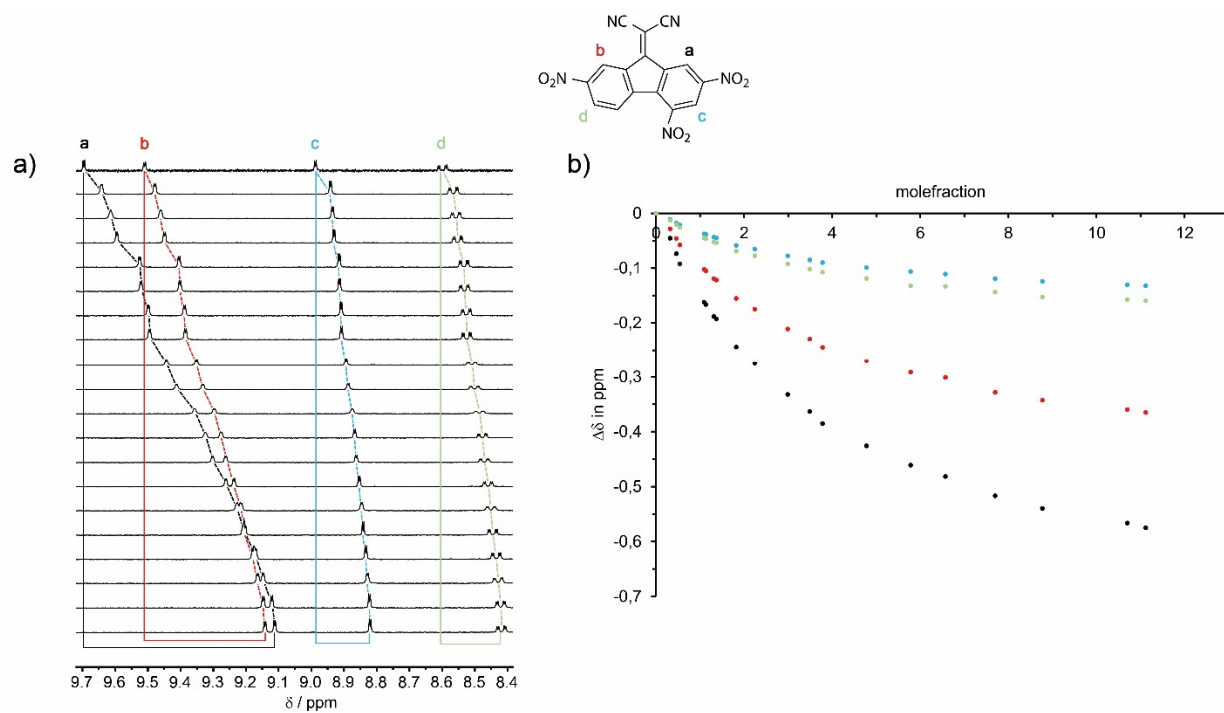 NC CN
b a
O₂N NO₂
d c
NO₂
a) a b c d
b) molefraction
0 2 4 6 8 10 12
0
-0,1
-0,2
-0,3
-0,4
-0,5
-0,6
-0,7
Δδ in ppm
9.7 9.6 9.5 9.4 9.3 9.2 9.1 9.0 8.9 8.8 8.7 8.6 8.5 8.4
δ / ppm